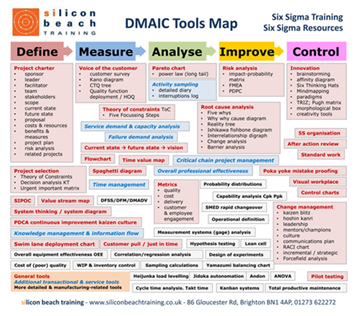 silicon
beach
TRAINING
DMAIC Tools Map
Six Sigma Training
Six Sigma Resources
Define
Measure
Analyse
Improve
Control
Project charter
• sponsor
• leader
• facilitator
• team
• stakeholders
• scope
• current state
• future state
• proposal
• costs & resources
• benefits &
measures
• project plan
• risk analysis
• related projects
Voice of the customer
• customer survey
• Kano diagram
• CTQ tree
• Quality function
deployment / HOQ
Pareto chart
• power law (long tail)
Activity sampling
• detailed diary
• interruptions log
Risk analysis
• impact-probability
matrix
• FMEA
• PDPC
Innovation
• brainstorming
• affinity diagram
• Six Thinking Hats
• Mindmapping
• paradigms
• TRIZ; Pugh matrix
• morphological box
• creativity tools
Theory of constraints ToC
• Five Focussing Steps
Service demand & capacity analysis
Failure demand analysis
Current state → future state → vision
Root cause analysis
• Five whys
• Why why cause diagram
• Reality tree
• Ishikawa fishbone diagram
• Interrelationship digraph
• Change analysis
• Barrier analysis
5S organisation
After action review
Standard work
Flowchart
Time value map
Critical chain project management
Project selection
• Theory of Constraints
• Decision analysis KT
• Urgent important matrix
Spaghetti diagram
Overall professional effectiveness
Poka yoke mistake proofing
Time management
Metrics
• quality
• cost
• delivery
• customer
& employee
engagement
Probability distributions
Visual workplace
Capability analysis Cpk Ppk
Control charts
SIPOC
Value stream map
DFSS/DFM/DMADV
SMED rapid changeover
System thinking / system diagram
Operational definition
Change management
• kaizen blitz
• hoshin kanri
• leadership
• mentors/champions
• culture
• communications plan
• RACI chart
• incremental / strategic
• Forcefield analysis
PDCA continuous improvement kaizen culture
Knowledge management & information flow
Measurement systems (gage) analysis
Swim lane deployment chart
Customer pull / just in time
Hypothesis testing
Lean cell
Overall equipment effectiveness OEE
Correlation/regression analysis
Design of experiments
Cost of (poor) quality
WIP & inventory control
Sampling calculations
Yamazumi balancing chart
General tools
Additional transactional & service tools
More detailed & manufacturing-related tools
Heijunka load levelling
Jidoka automation
Andon
ANOVA
Pilot testing
Cycle time analysis. Takt time
Kanban systems
Total productive maintenance
silicon beach training - www.siliconbeachtraining.co.uk - 86 Gloucester Rd, Brighton BN1 4AP, 01273 622272